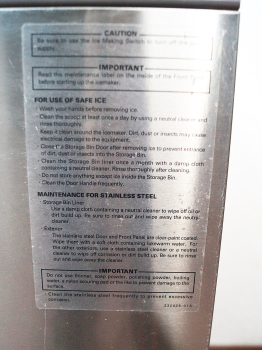 CAUTION
Be sure to use the Ice Making Switch to turn off the
supply.
IMPORTANT
Read the maintenance label on the inside of the Front
before starting up the icemaker.
FOR USE OF SAFE ICE
· Wash your hands before removing ice.
· Clean the scoop at least once a day by using a neutral cleaner and
rinse thoroughly.
· Keep it clean around the icemaker. Dirt, dust or insects may cause
electrical damage to the equipment.
· Close the Storage Bin Door after removing ice to prevent entrance
of dirt, dust or insects into the Storage Bin.
· Clean the Storage Bin liner once a month with a damp cloth
containing a neutral cleaner. Rinse thoroughly after cleaning.
· Do not store anything except ice inside the Storage Bin.
· Clean the Door Handle frequently.
MAINTENANCE FOR STAINLESS STEEL
· Storage Bin Liner
Use a damp cloth containing a neutral cleaner to wipe off oil or
dirt build up. Be sure to rinse out and wipe away the neutral
cleaner.
· Exterior
The stainless steel Door and Front Panel are clear-paint coated.
Wipe them with a soft cloth containing lukewarm water. For
the other exteriors, use a stainless steel cleaner or a neutral
cleaner to wipe off corrosion or dirt build up. Be sure to rinse
out and wipe away the cleaner.
IMPORTANT
Do not use thinner, soap powder, polishing powder, boiling
water, a metal scouring pad or the like to prevent damage to
the surface.
· Clean the stainless steel frequently to prevent excessive
corrosion.